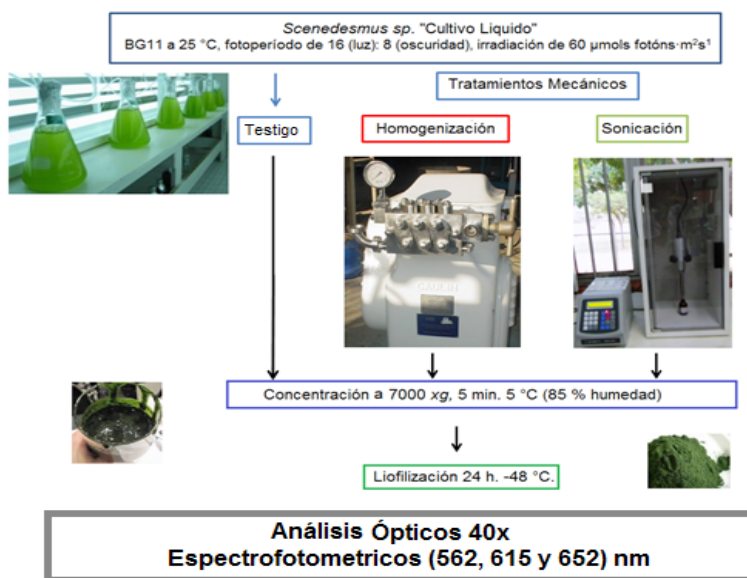 Scenedesmus sp. "Cultivo Liquido"
BG11 a 25 °C, fotoperíodo de 16 (luz): 8 (oscuridad), irradiación de 60 µmols fotóns·m²s¹
Tratamientos Mecánicos
Testigo
Homogenización
Sonicación
GAULIN
Concentración a 7000 xg, 5 min. 5 °C (85 % humedad)
Liofilización 24 h. -48 °C.
Análisis Ópticos 40x
Espectrofotometricos (562, 615 y 652) nm